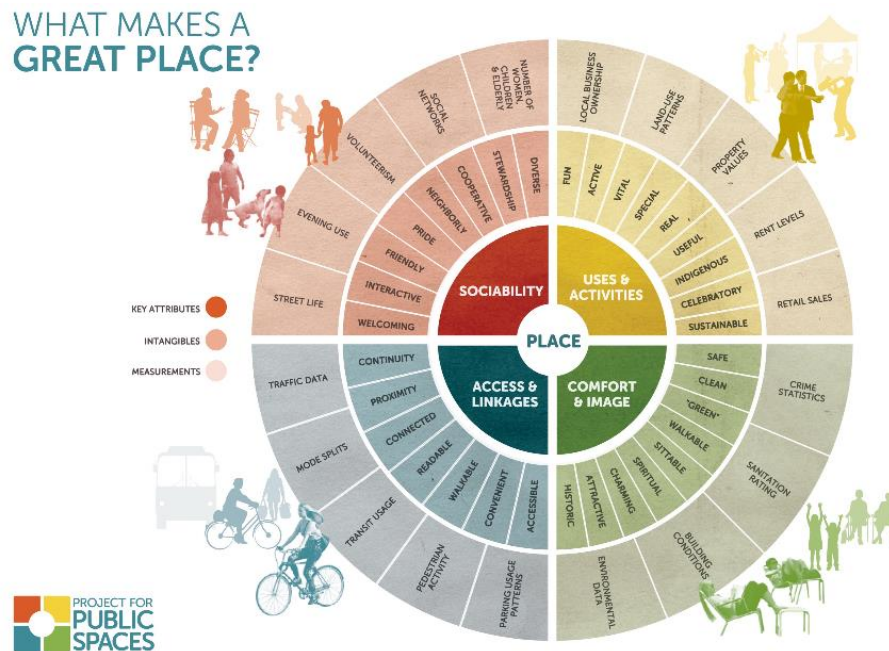 WHAT MAKES A
GREAT PLACE?
KEY ATTRIBUTES
INTANGIBLES
MEASUREMENTS
PLACE
SOCIABILITY
USES &
ACTIVITIES
ACCESS &
LINKAGES
COMFORT
& IMAGE
STREET LIFE
EVENING USE
VOLUNTEERISM
SOCIAL
NETWORKS
NUMBER OF
WOMEN,
CHILDREN
& ELDERLY
WELCOMING
INTERACTIVE
FRIENDLY
PRIDE
NEIGHBORLY
COOPERATIVE
STEWARDSHIP
DIVERSE
LOCAL BUSINESS
OWNERSHIP
LAND-USE
PATTERNS
PROPERTY
VALUES
RENT LEVELS
RETAIL SALES
FUN
ACTIVE
VITAL
SPECIAL
REAL
USEFUL
INDIGENOUS
CELEBRATORY
SUSTAINABLE
SAFE
CLEAN
"GREEN"
WALKABLE
SITTABLE
SPIRITUAL
CHARMING
ATTRACTIVE
HISTORIC
CRIME
STATISTICS
SANITATION
RATING
BUILDING
CONDITIONS
ENVIRONMENTAL
DATA
CONTINUITY
PROXIMITY
CONNECTED
READABLE
WALKABLE
CONVENIENT
ACCESSIBLE
TRAFFIC DATA
MODE SPLITS
TRANSIT USAGE
PEDESTRIAN
ACTIVITY
PARKING USAGE
PATTERNS
PROJECT FOR
PUBLIC
SPACES